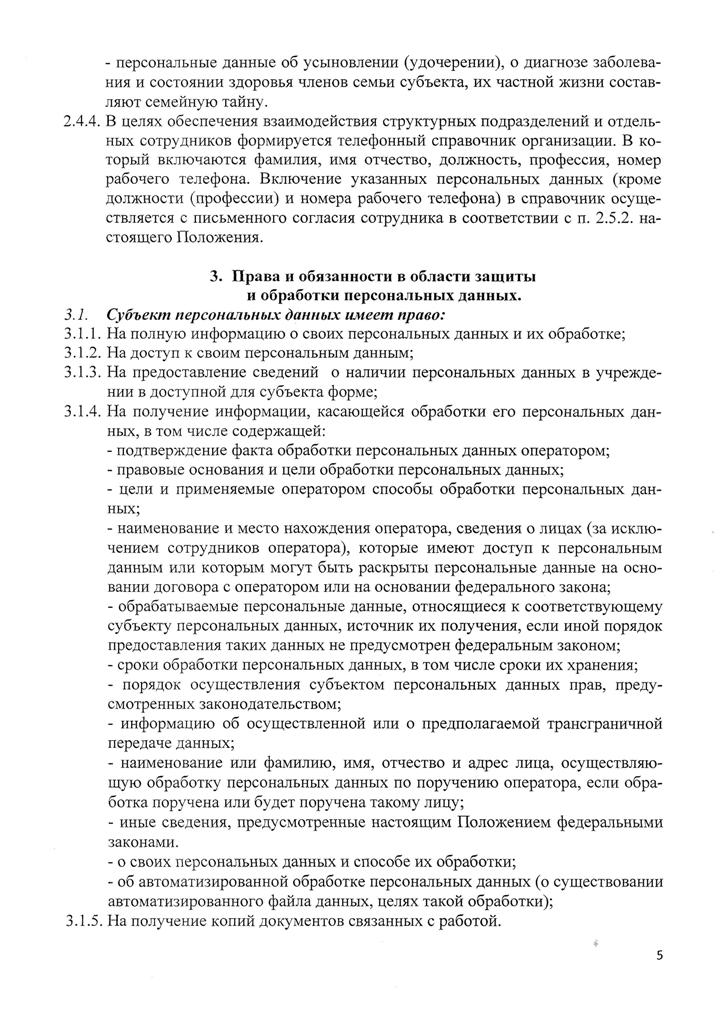 - персональные данные об усыновлении (удочерении), о диагнозе заболева-
ния и состоянии здоровья членов семьи субъекта, их частной жизни состав-
ляют семейную тайну.
2.4.4. В целях обеспечения взаимодействия структурных подразделений и отдель-
ных сотрудников формируется телефонный справочник организации. В ко-
торый включаются фамилия, имя отчество, должность, профессия, номер
рабочего телефона. Включение указанных персональных данных (кроме
должности (профессии) и номера рабочего телефона) в справочник осуще-
ствляется с письменного согласия сотрудника в соответствии с п. 2.5.2. на-
стоящего Положения.
3. Права и обязанности в области защиты
и обработки персональных данных.
3.1. Субъект персональных данных имеет право:
3.1.1. На полную информацию о своих персональных данных и их обработке;
3.1.2. На доступ к своим персональным данным;
3.1.3. На предоставление сведений о наличии персональных данных в учрежде-
нии в доступной для субъекта форме;
3.1.4. На получение информации, касающейся обработки его персональных дан-
ных, в том числе содержащей:
- подтверждение факта обработки персональных данных оператором;
- правовые основания и цели обработки персональных данных;
- цели и применяемые оператором способы обработки персональных дан-
ных;
- наименование и место нахождения оператора, сведения о лицах (за исклю-
чением сотрудников оператора), которые имеют доступ к персональным
данным или которым могут быть раскрыты персональные данные на осно-
вании договора с оператором или на основании федерального закона;
- обрабатываемые персональные данные, относящиеся к соответствующему
субъекту персональных данных, источник их получения, если иной порядок
предоставления таких данных не предусмотрен федеральным законом;
- сроки обработки персональных данных, в том числе сроки их хранения;
- порядок осуществления субъектом персональных данных прав, преду-
смотренных законодательством;
- информацию об осуществленной или о предполагаемой трансграничной
передаче данных;
- наименование или фамилию, имя, отчество и адрес лица, осуществляю-
щую обработку персональных данных по поручению оператора, если обра-
ботка поручена или будет поручена такому лицу;
- иные сведения, предусмотренные настоящим Положением федеральными
законами.
- о своих персональных данных и способе их обработки;
- об автоматизированной обработке персональных данных (о существовании
автоматизированного файла данных, целях такой обработки);
3.1.5. На получение копий документов связанных с работой.
5